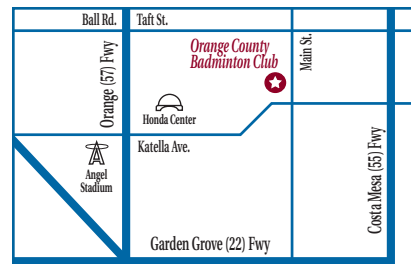 Ball Rd.
Taft St.
Orange County
Badminton Club
Main St.
Orange (57) Fwy
Honda Center
Katella Ave.
Angel
Stadium
Costa Mesa (55) Fwy
Garden Grove (22) Fwy